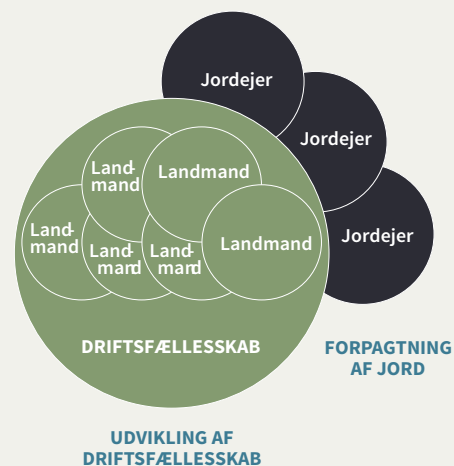 Jordejer
Jordejer
Jordejer
Land-
mand
Landmand
Land-
mand
Land-
mand
Land-
mand
Landmand
DRIFTSFÆLLESSKAB
FORPAGTNING
AF JORD
UDVIKLING AF
DRIFTSFÆLLESSKAB